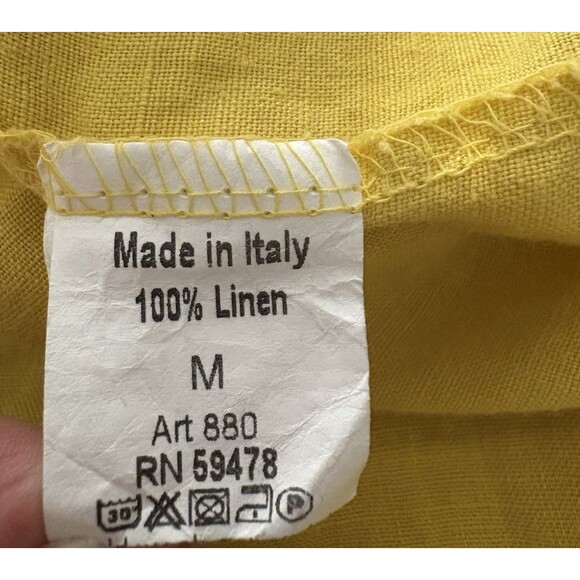 Made in Italy
100% Linen
M
Art 880
RN 59478
30°
P